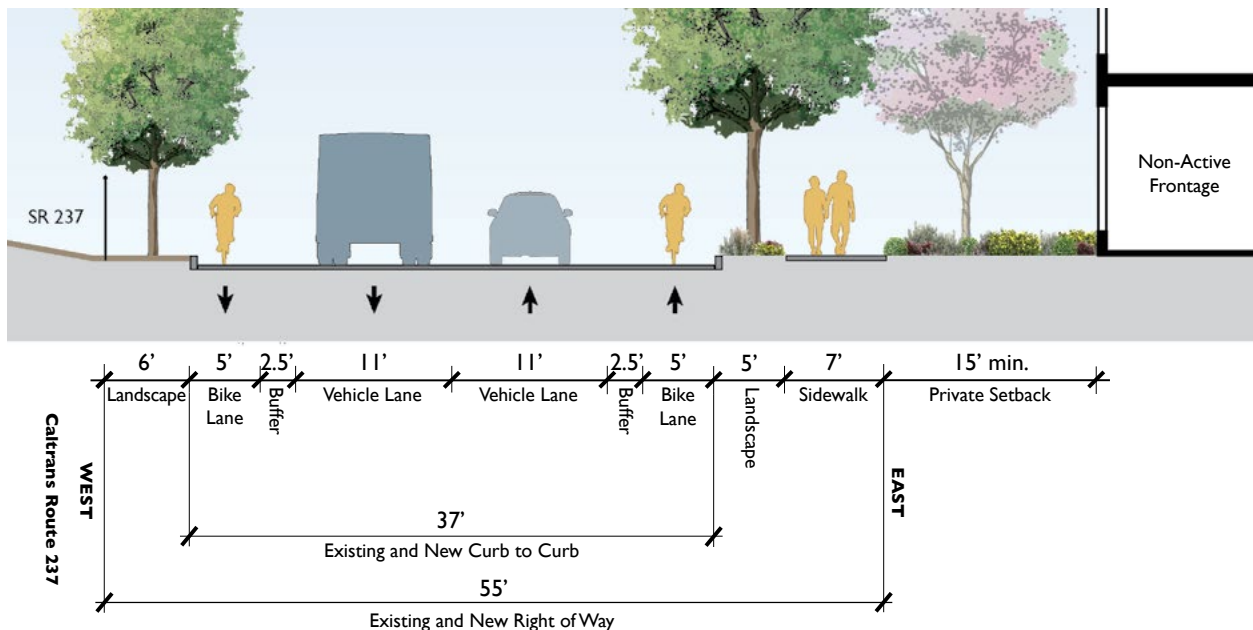 Non-Active
Frontage
SR 237
6’ 5’ 2.5’ 11’ 11’ 2.5’ 5’ 5’ 7’ 15’ min.
Landscape
Bike
Lane
Buffer
Vehicle Lane
Vehicle Lane
Buffer
Bike
Lane
Landscape
Sidewalk
Private Setback
Caltrans Route 237
WEST
EAST
37’
Existing and New Curb to Curb
55’
Existing and New Right of Way